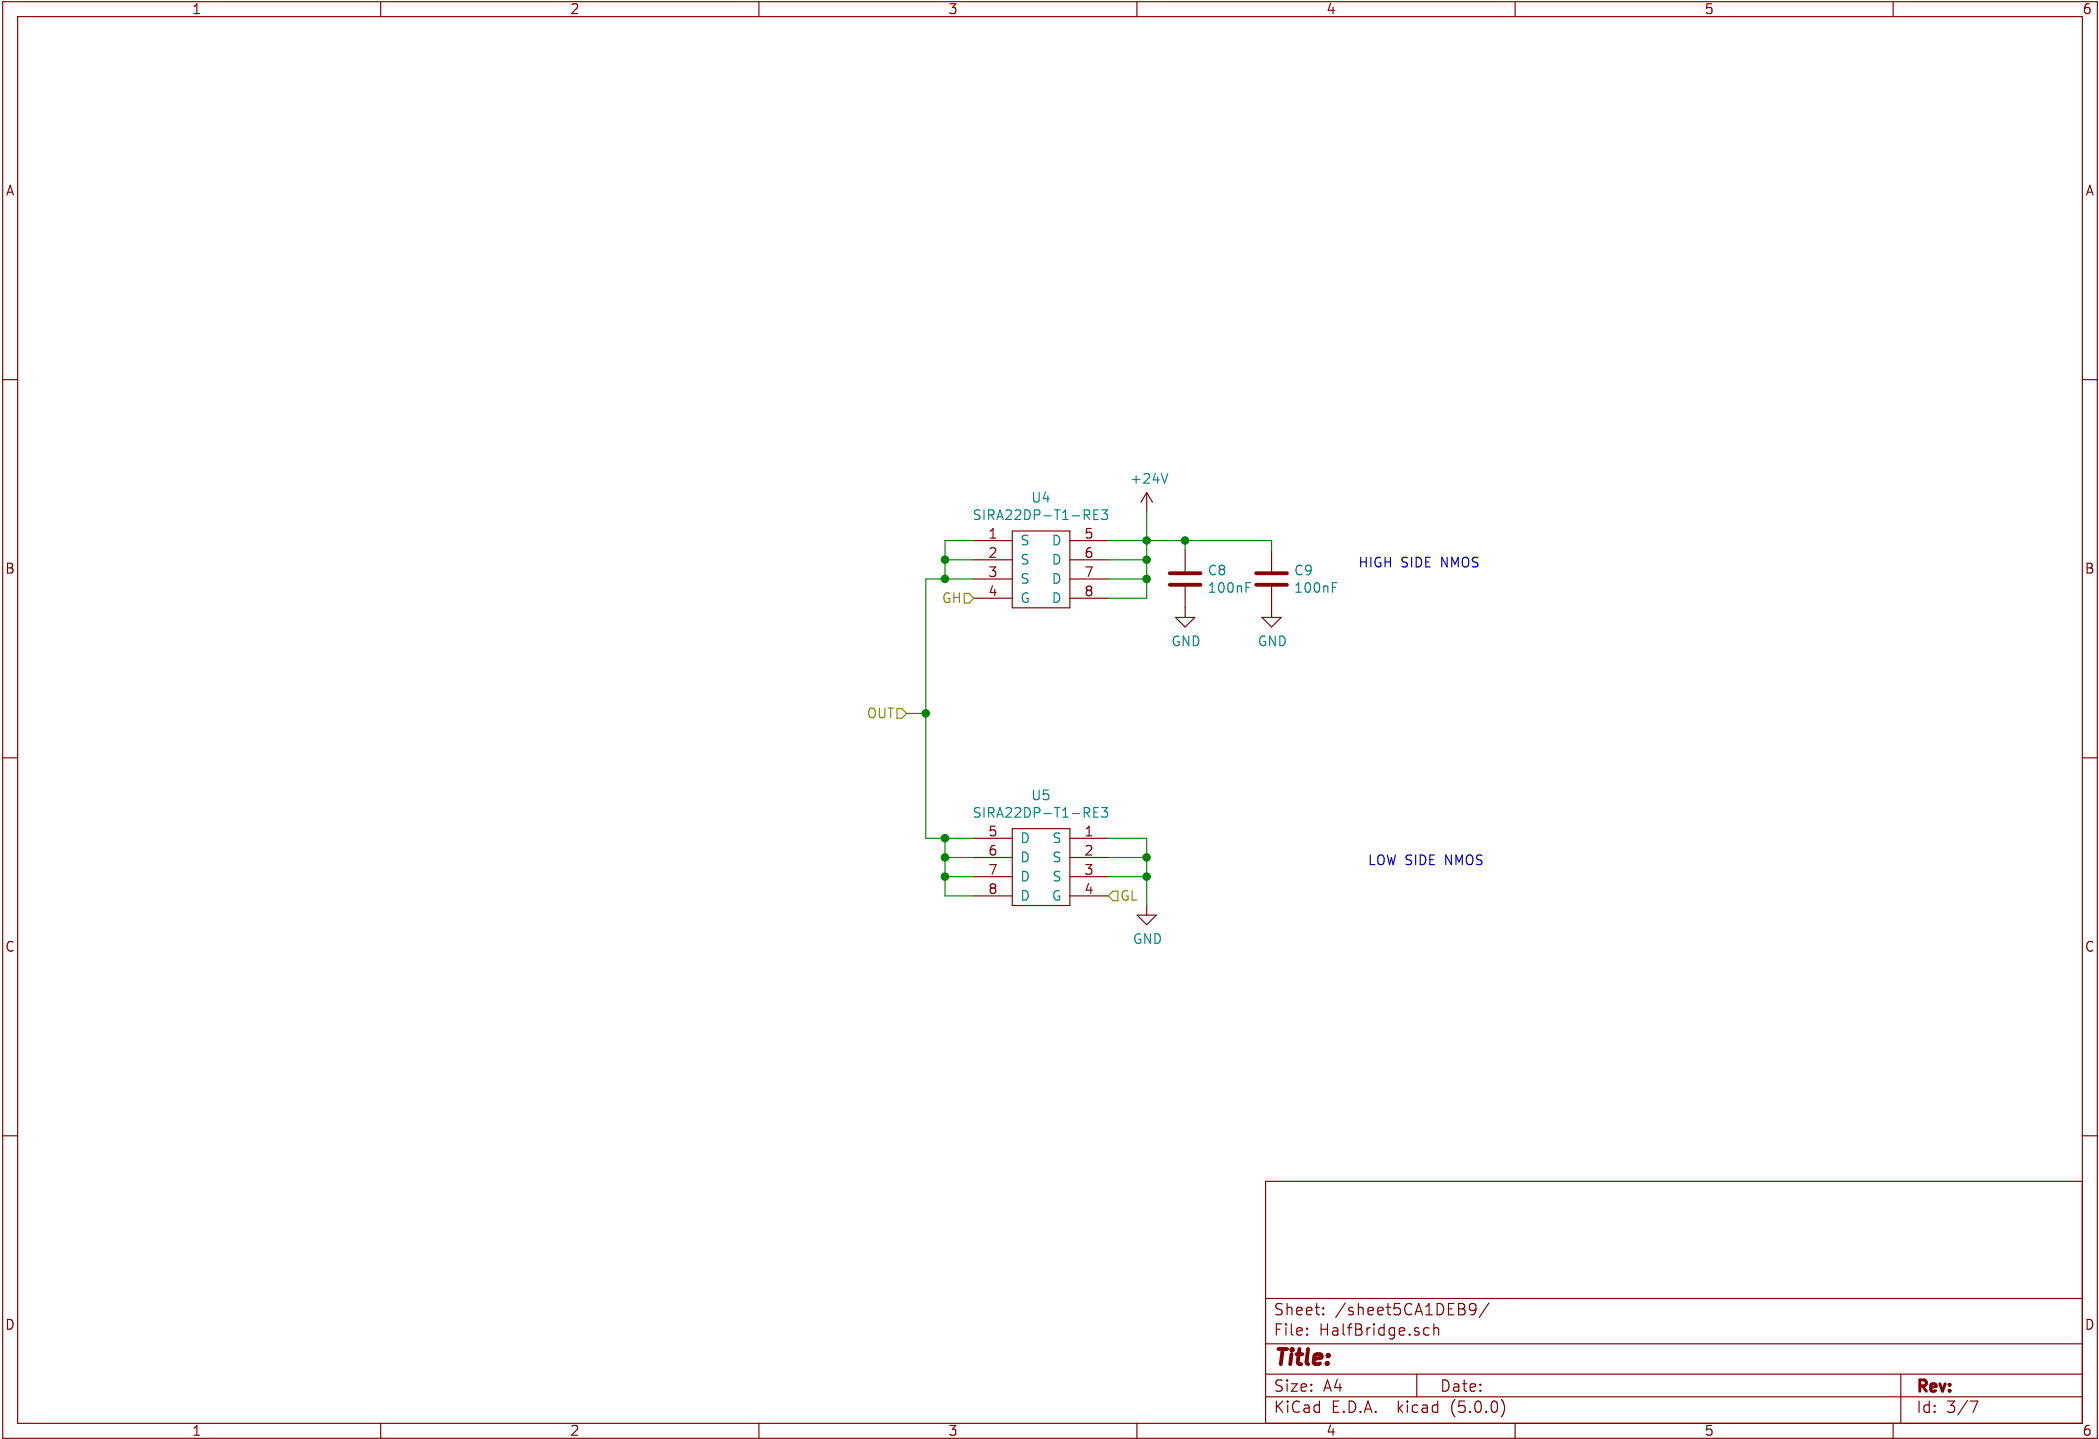 1 2 3 4 5 6
A A
+24V
U4
SIRA22DP-T1-RE3
1 S D 5
2 S D 6
B B
3 S D 7
GH 4 G D 8
C8
100nF
C9
100nF
HIGH SIDE NMOS
GND GND
OUT
U5
SIRA22DP-T1-RE3
5 D S 1
6 D S 2
7 D S 3
8 D G 4 GL
LOW SIDE NMOS
GND
C C
D D
Sheet: /sheet5CA1DEB9/
File: HalfBridge.sch
Title:
Size: A4 Date: Rev:
KiCad E.D.A. kicad (5.0.0) Id: 3/7
1 2 3 4 5 6